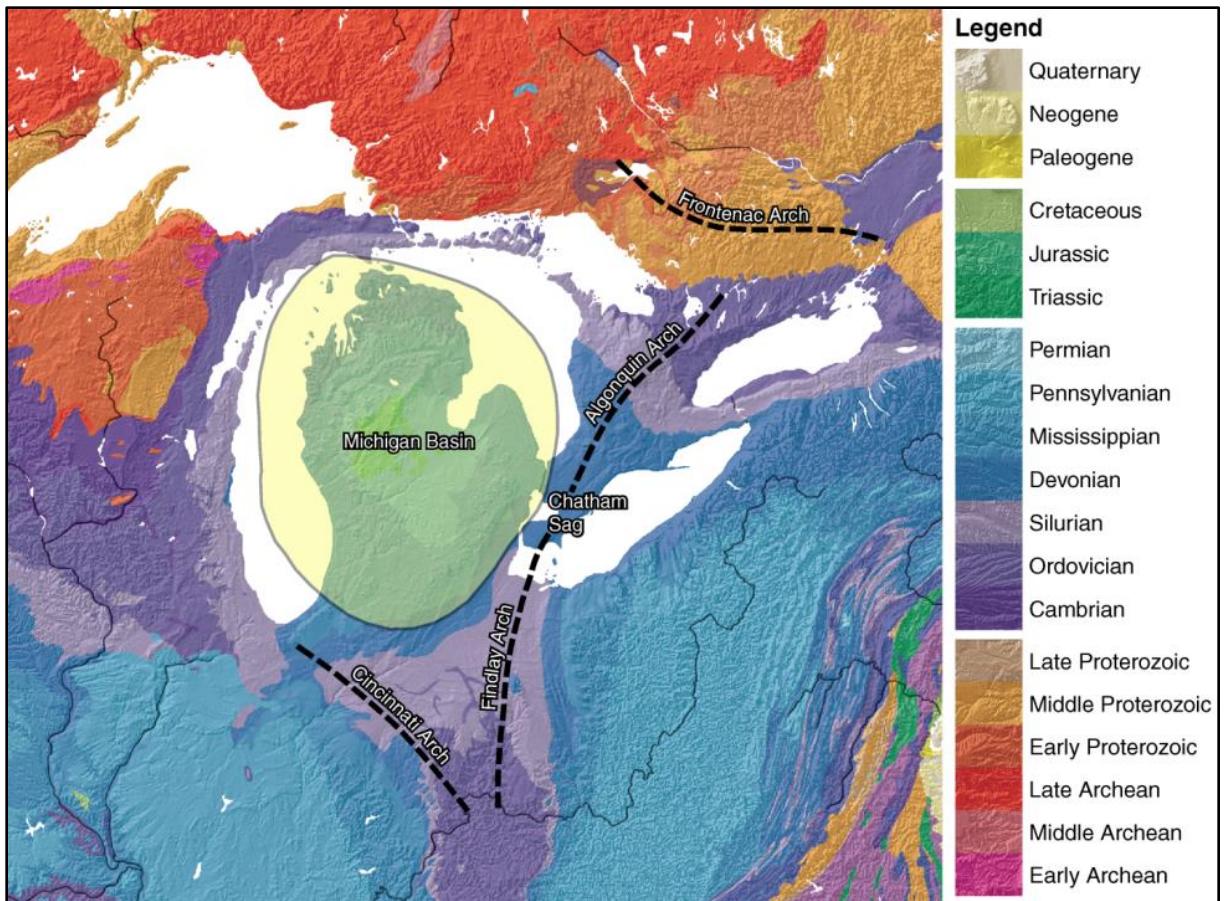 Frontenac Arch
Algonquin Arch
Michigan Basin
Chatham
Sag
Findlay Arch
Cincinnati Arch
Legend
Quaternary
Neogene
Paleogene
Cretaceous
Jurassic
Triassic
Permian
Pennsylvanian
Mississippian
Devonian
Silurian
Ordovician
Cambrian
Late Proterozoic
Middle Proterozoic
Early Proterozoic
Late Archean
Middle Archean
Early Archean